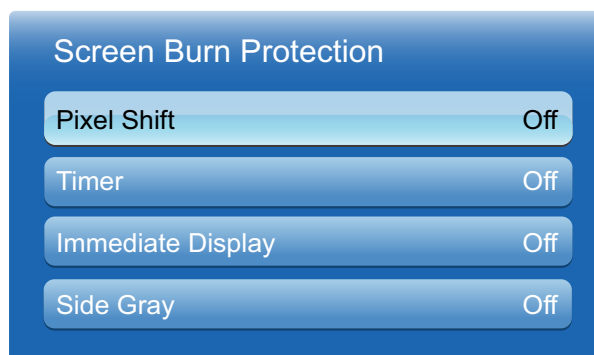 Screen Burn Protection
Pixel Shift Off
Timer Off
Immediate Display Off
Side Gray Off